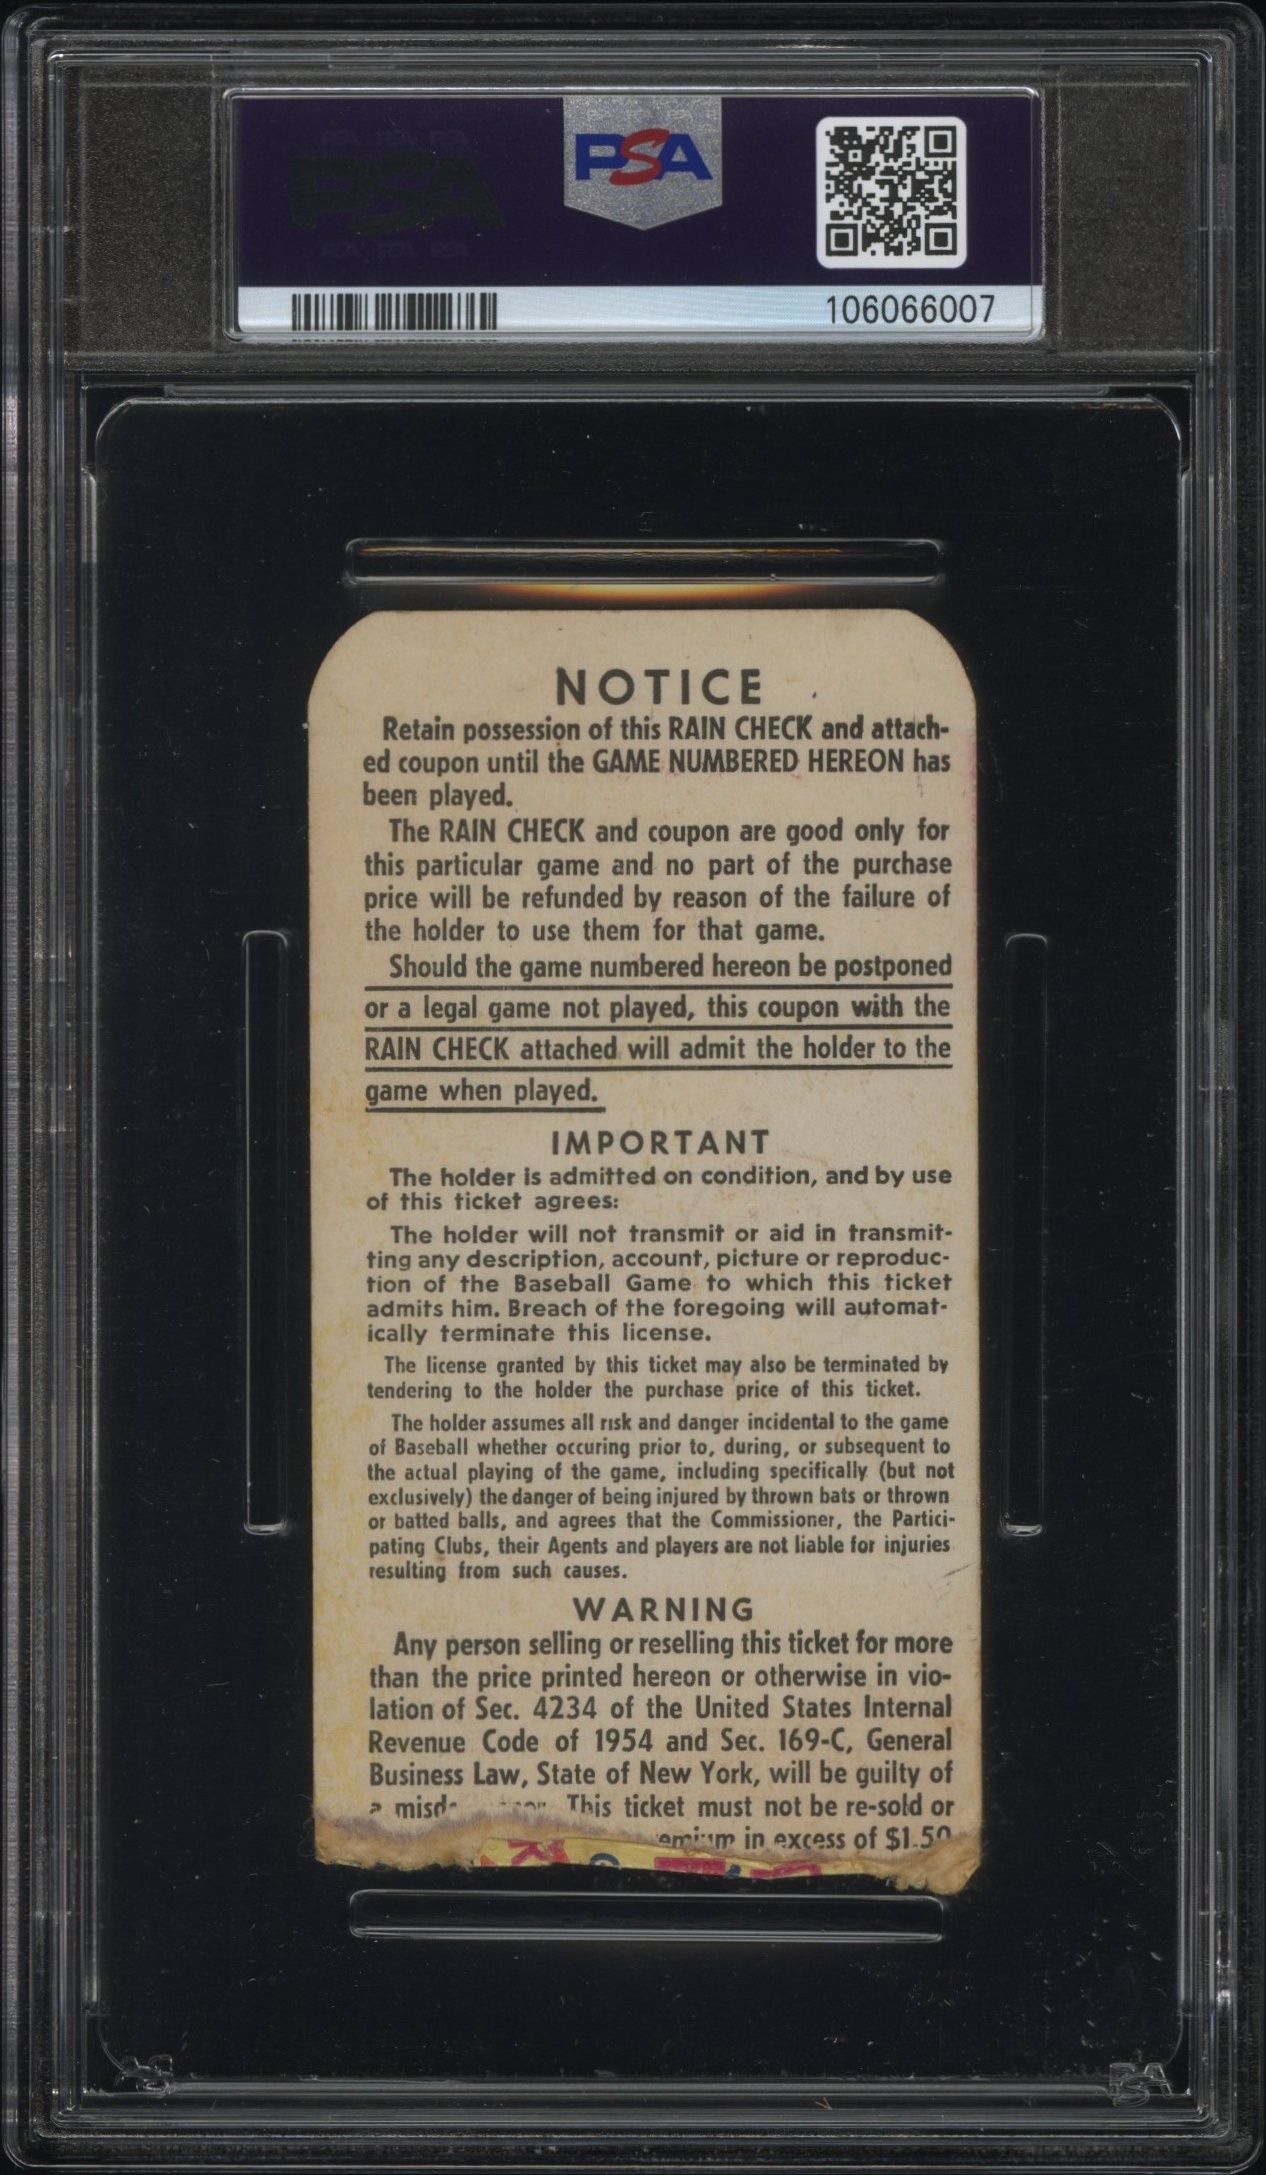 PSA
106066007
NOTICE
Retain possession of this RAIN CHECK and attach-
ed coupon until the GAME NUMBERED HEREON has
been played.
The RAIN CHECK and coupon are good only for
this particular game and no part of the purchase
price will be refunded by reason of the failure of
the holder to use them for that game.
Should the game numbered hereon be postponed
or a legal game not played, this coupon with the
RAIN CHECK attached will admit the holder to the
game when played.
IMPORTANT
The holder is admitted on condition, and by use
of this ticket agrees:
The holder will not transmit or aid in transmit-
ting any description, account, picture or reproduc-
tion of the Baseball Game to which this ticket
admits him. Breach of the foregoing will automat-
ically terminate this license.
The license granted by this ticket may also be terminated by
tendering to the holder the purchase price of this ticket.
The holder assumes all risk and danger incidental to the game
of Baseball whether occuring prior to, during, or subsequent to
the actual playing of the game, including specifically (but not
exclusively) the danger of being injured by thrown bats or thrown
or batted balls, and agrees that the Commissioner, the Partici-
pating Clubs, their Agents and players are not liable for injuries
resulting from such causes.
WARNING
Any person selling or reselling this ticket for more
than the price printed hereon or otherwise in vio-
lation of Sec. 4234 of the United States Internal
Revenue Code of 1954 and Sec. 169-C, General
Business Law, State of New York, will be guilty of
a This ticket must not be re-sold or
in excess of $1.50